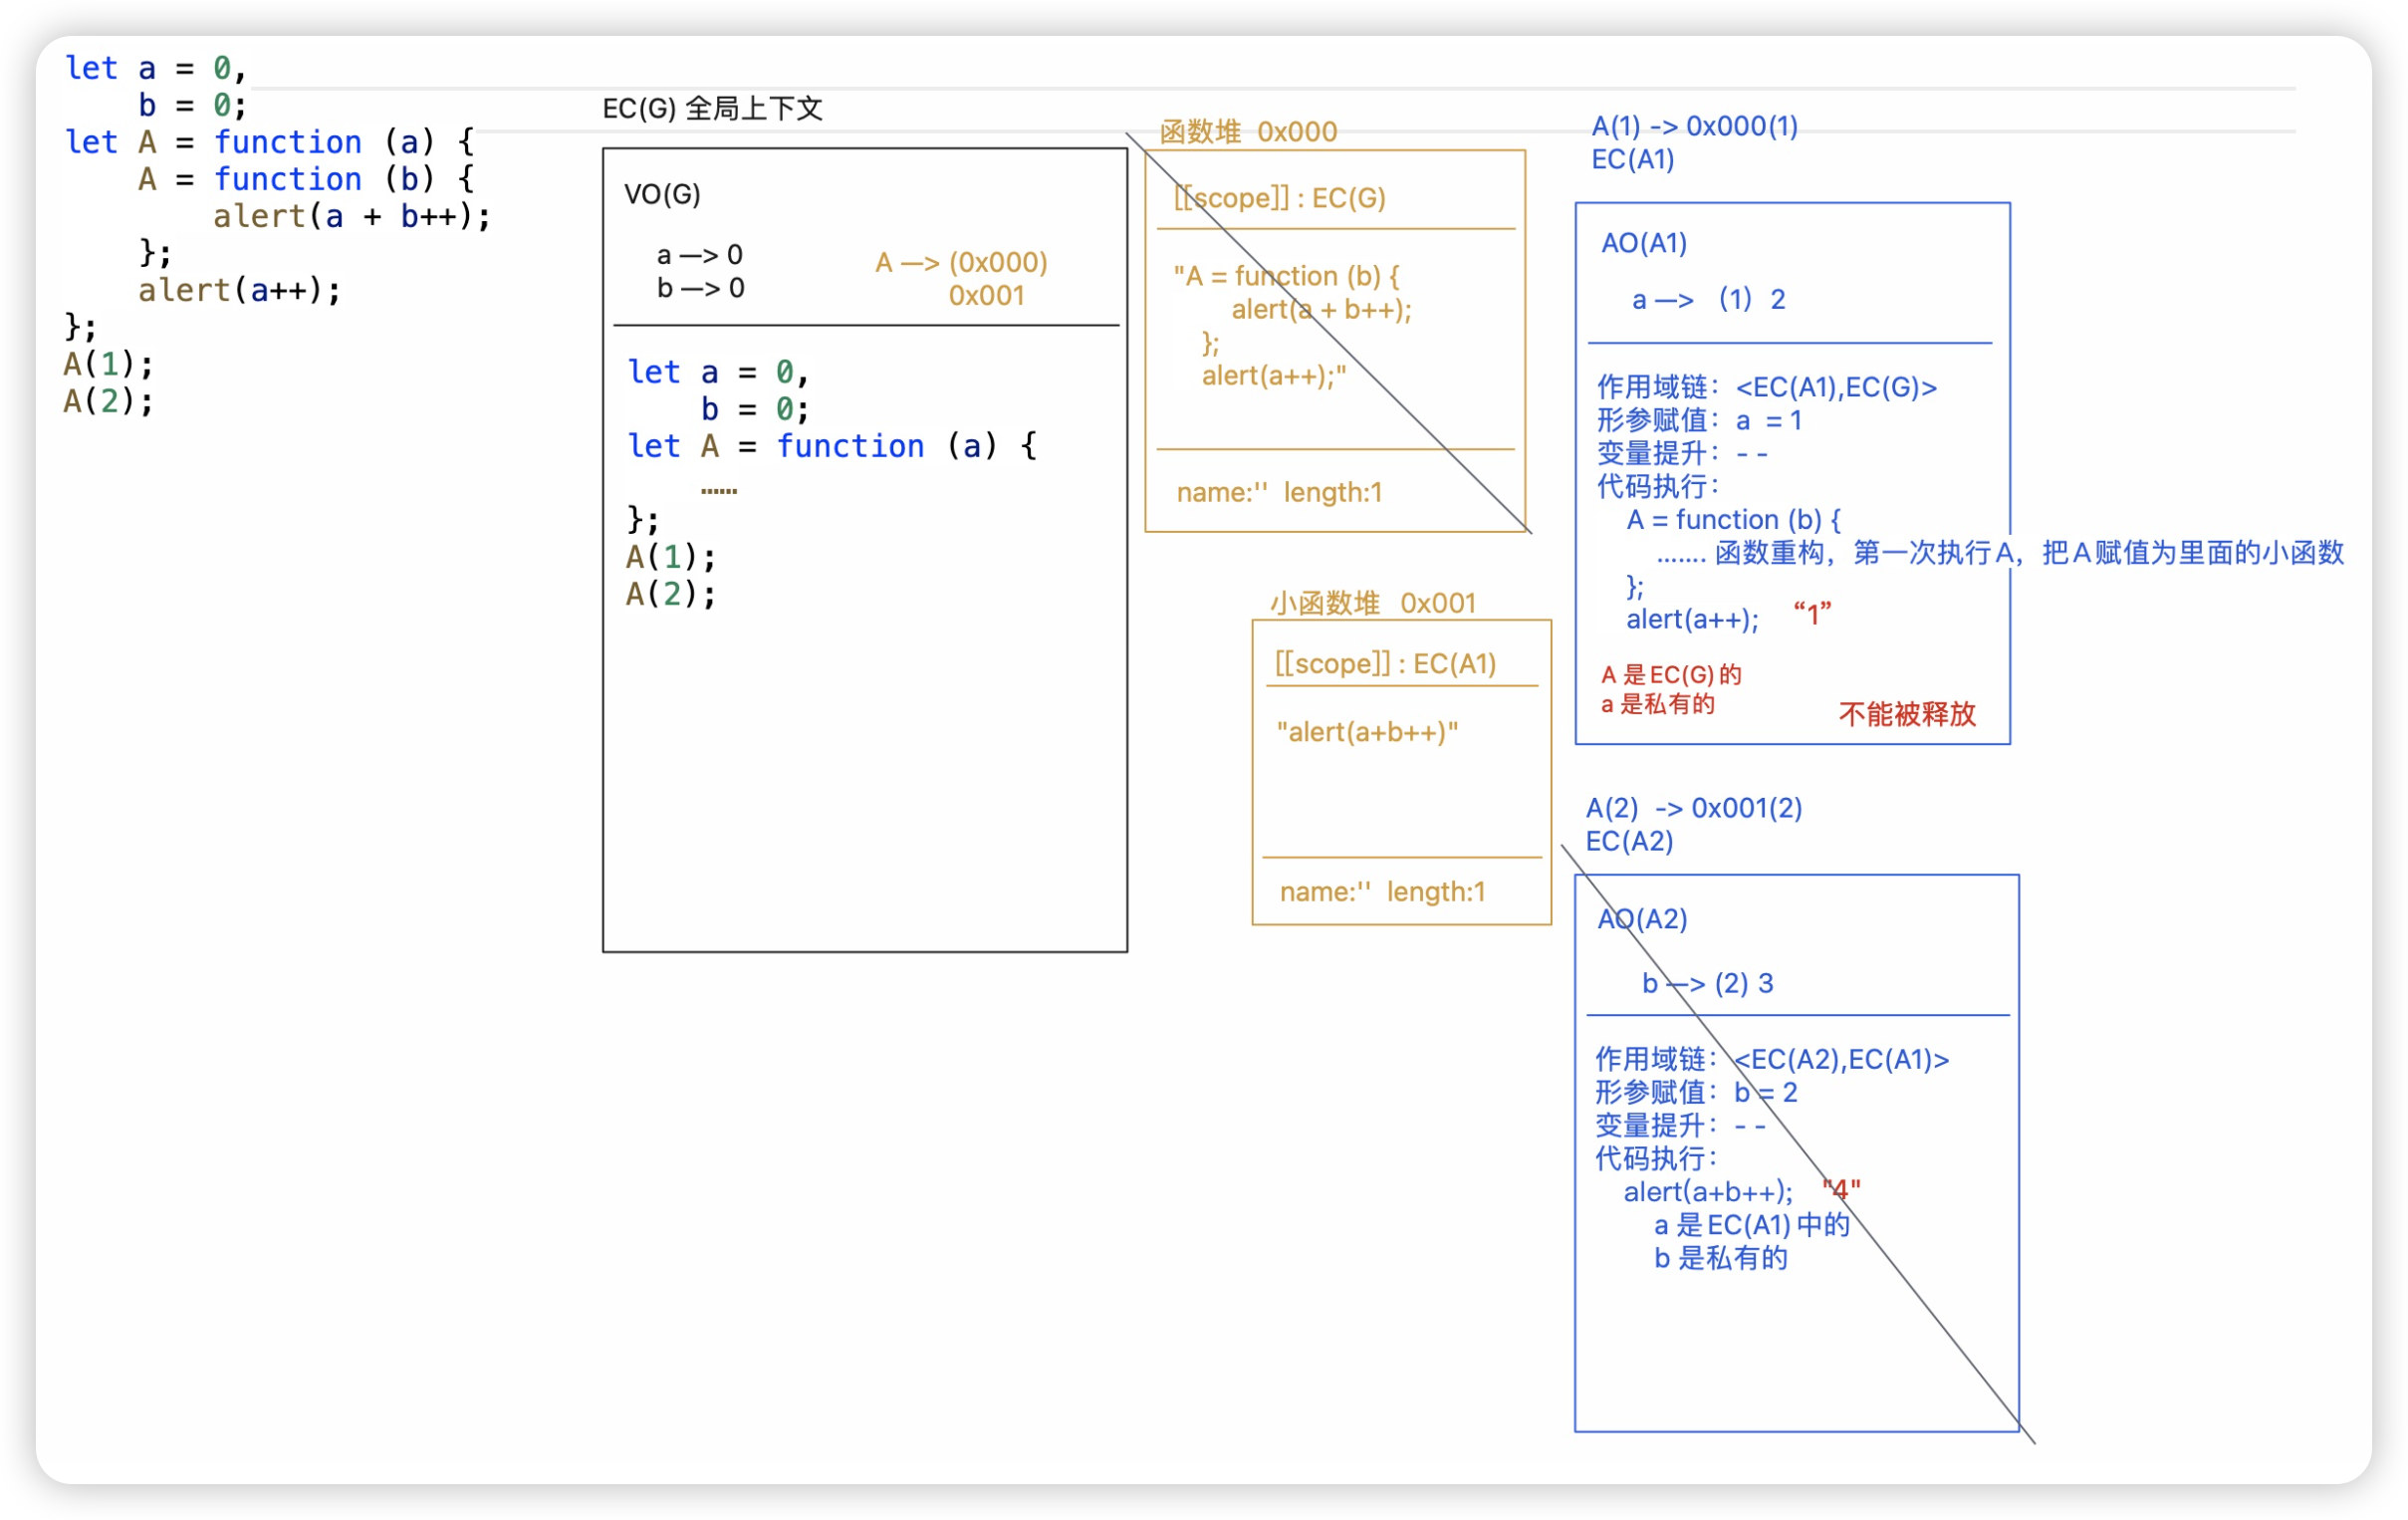 let a = 0,
    b = 0;
let A = function (a) {
    A = function (b) {
        alert(a + b++);
    };
    alert(a++);
};
A(1);
A(2);
EC(G) 全局上下文
VO(G)
a —> 0
b —> 0
A —> (0x000)
0x001
let a = 0,
    b = 0;
let A = function (a) {
    ……
};
A(1);
A(2);
函数堆 0x000
[[scope]] : EC(G)
"A = function (b) {
alert(a + b++);
};
alert(a++);"
name:'' length:1
小函数堆 0x001
[[scope]] : EC(A1)
"alert(a+b++)"
name:'' length:1
A(1) -> 0x000(1)
EC(A1)
AO(A1)
a —> （1）2
作用域链：<EC(A1),EC(G)>
形参赋值：a = 1
变量提升：- -
代码执行：
A = function (b) {
……. 函数重构，第一次执行A，把A赋值为里面的小函数
};
alert(a++); “1”
A 是EC(G)的
a 是私有的
不能被释放
A(2) -> 0x001(2)
EC(A2)
AO(A2)
b —> (2) 3
作用域链：<EC(A2),EC(A1)>
形参赋值：b = 2
变量提升：- -
代码执行：
alert(a+b++); "4"
a 是EC(A1)中的
b 是私有的